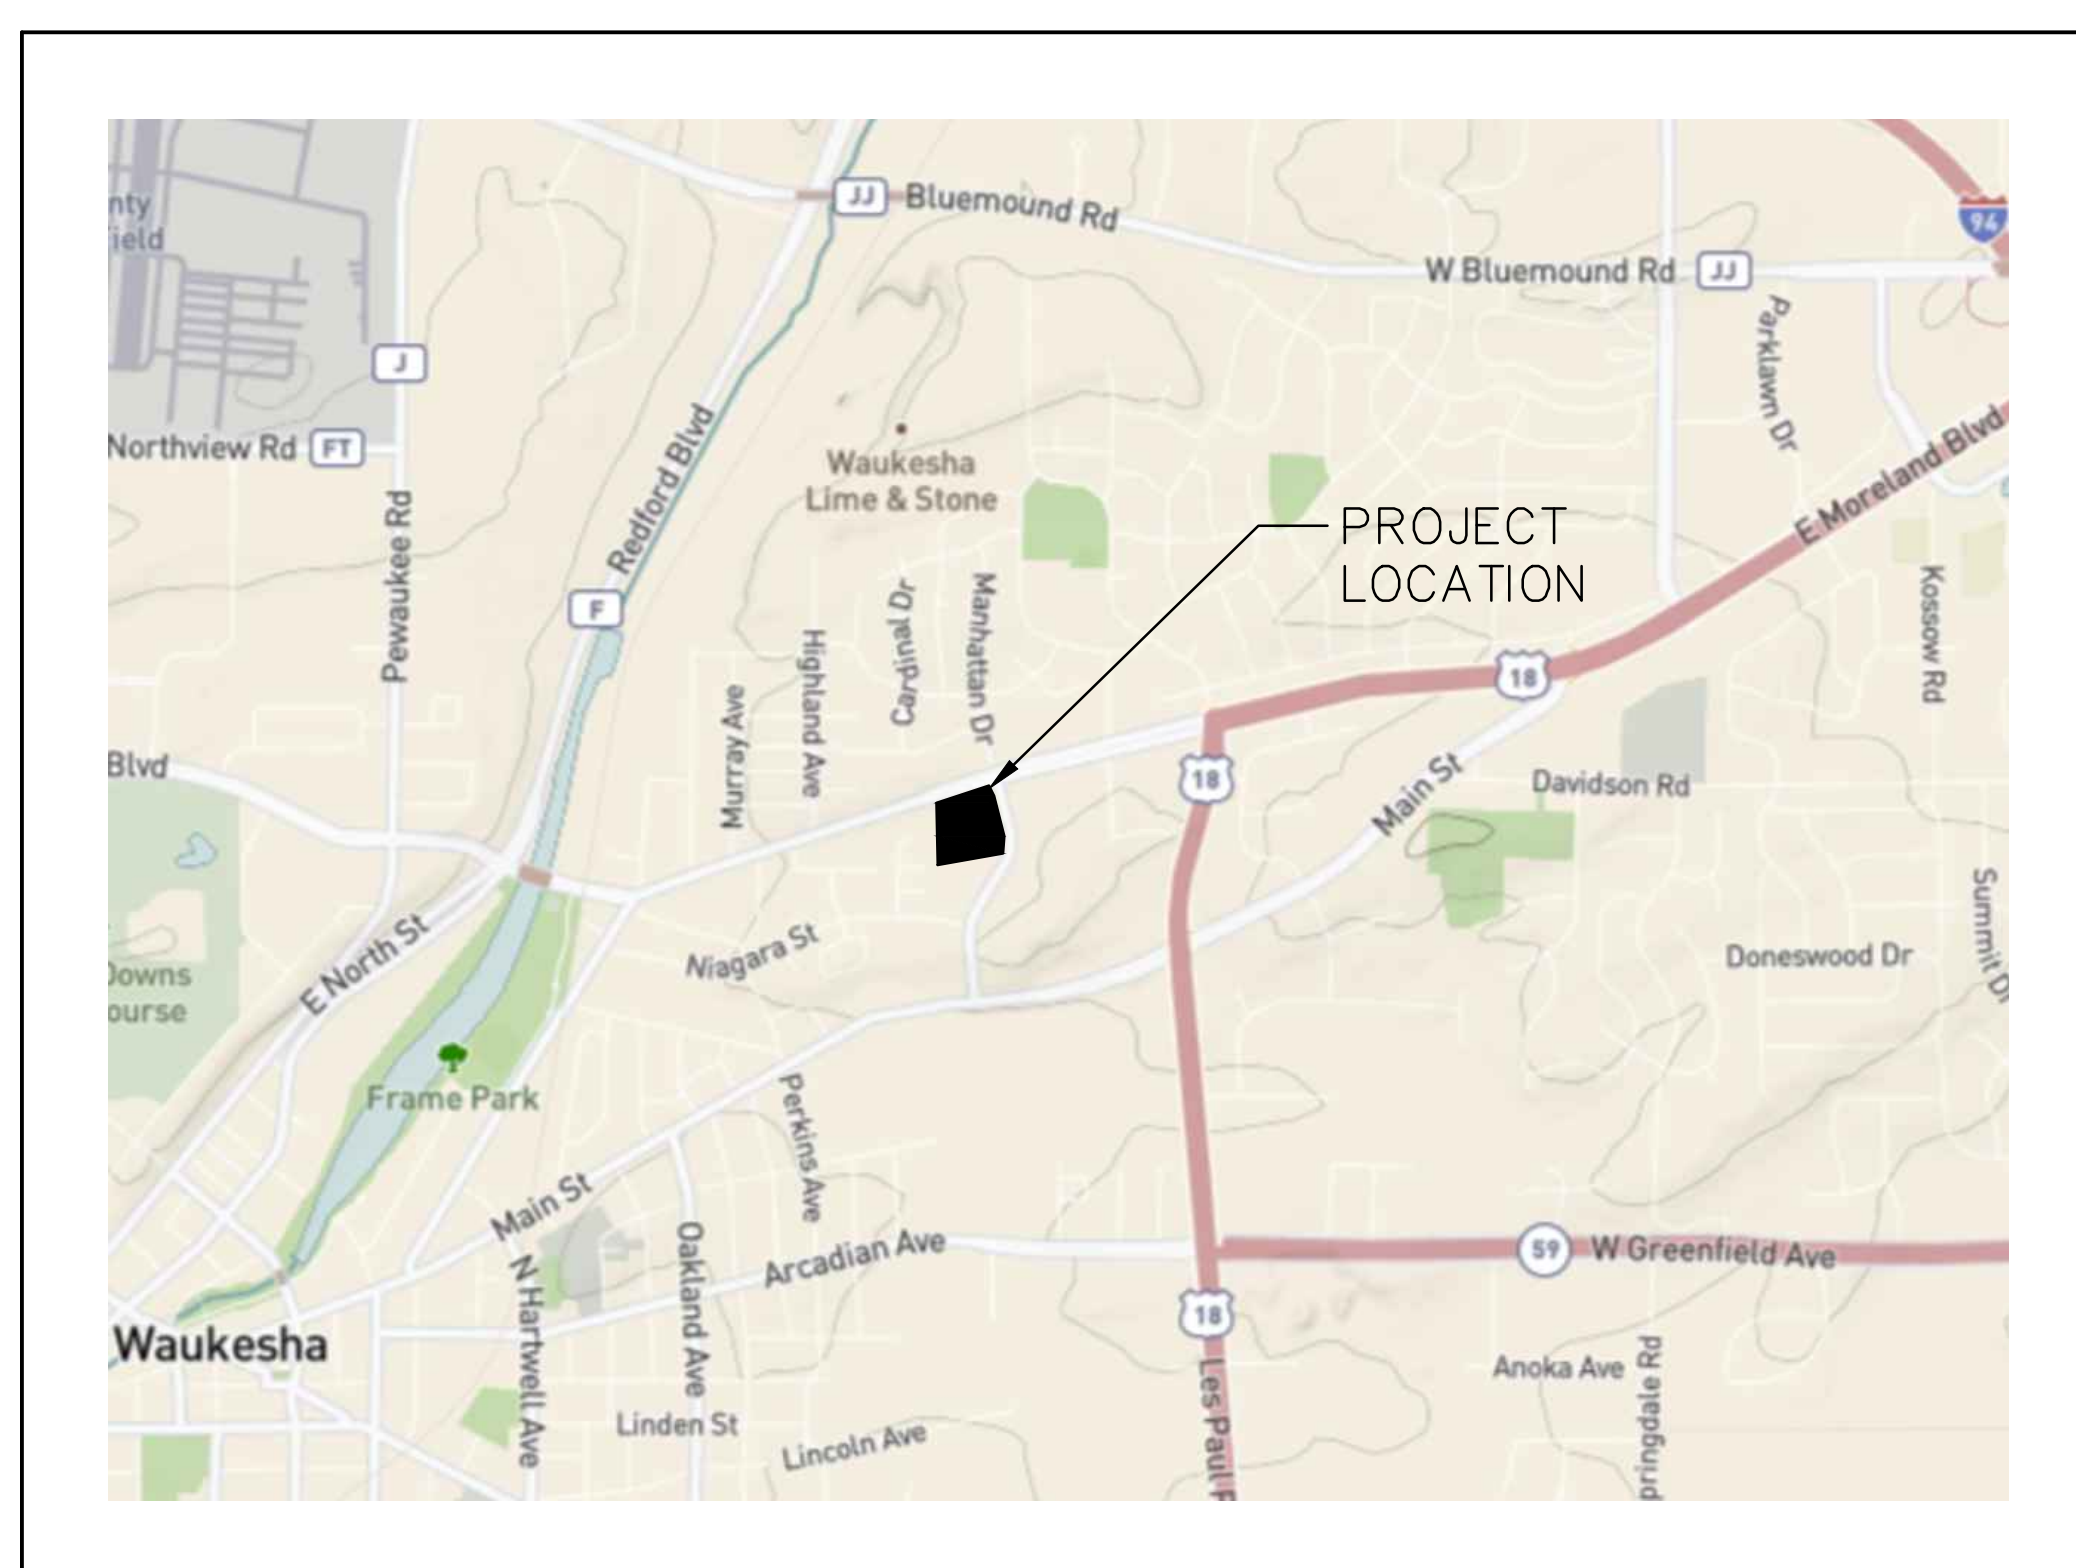 JJ
Bluemound Rd
94
nty
ield
W Bluemound Rd
JJ
Parklawn Dr
J
Northview Rd
FT
Redford Blvd
E Moreland Blvd
Waukesha
Lime & Stone
PROJECT
LOCATION
Pewaukee Rd
F
Cardinal Dr
Manhattan Dr
Kossow Rd
Highland Ave
Murray Ave
18
Blvd
18
Main St
Davidson Rd
E North St
Niagara St
Summit Dr
Doneswood Dr
Downs
ourse
Frame Park
Perkins Ave
Main St
Oakland Ave
Arcadian Ave
59
W Greenfield Ave
N Hartwell Ave
Waukesha
18
Les Paul P
Anoka Ave
pringdale Rd
Linden St
Lincoln Ave